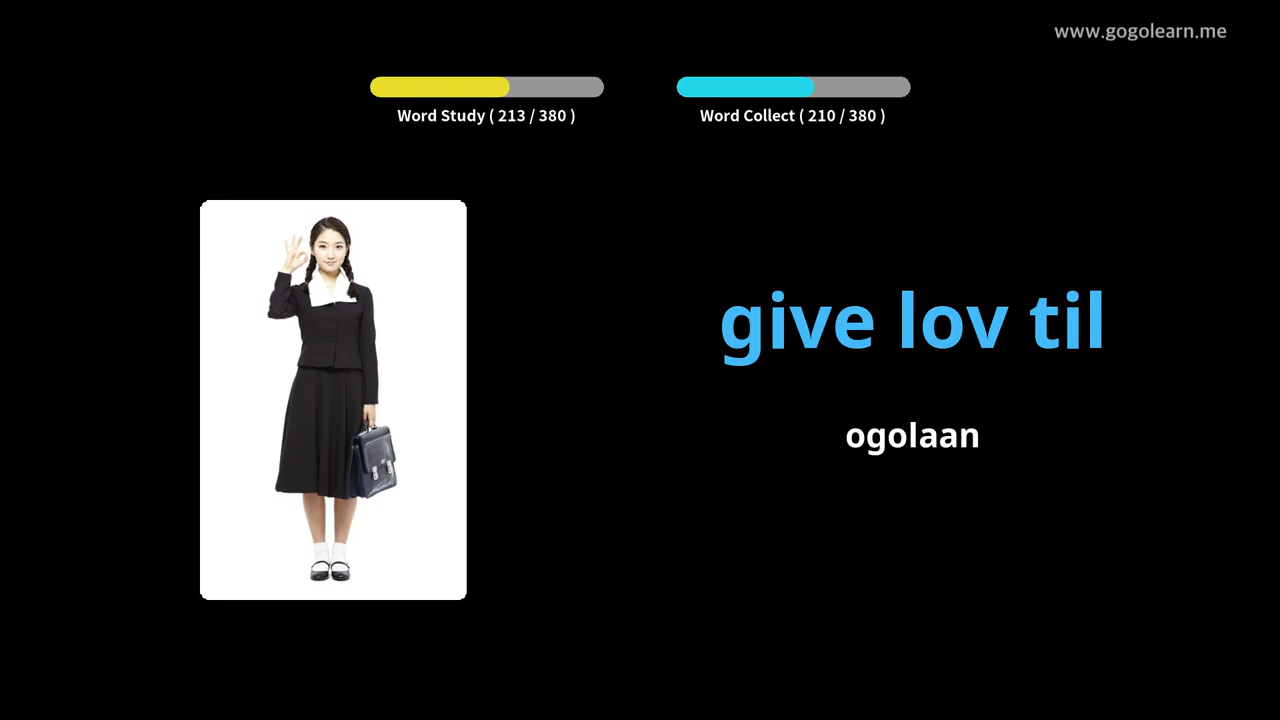 www.gogolearn.me
Word Study ( 213 / 380 )
Word Collect ( 210 / 380 )
give lov til
ogolaan